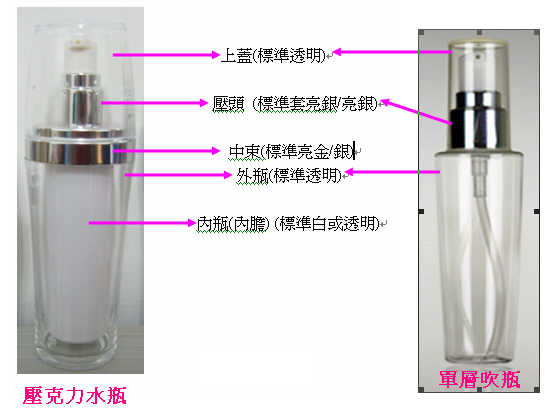 上蓋(標準透明)
壓頭 (標準套亮銀/亮銀)
中束(標準亮金/銀)
外瓶(標準透明)
內瓶(內膽) (標準白或透明)
單層吹瓶
壓克力水瓶